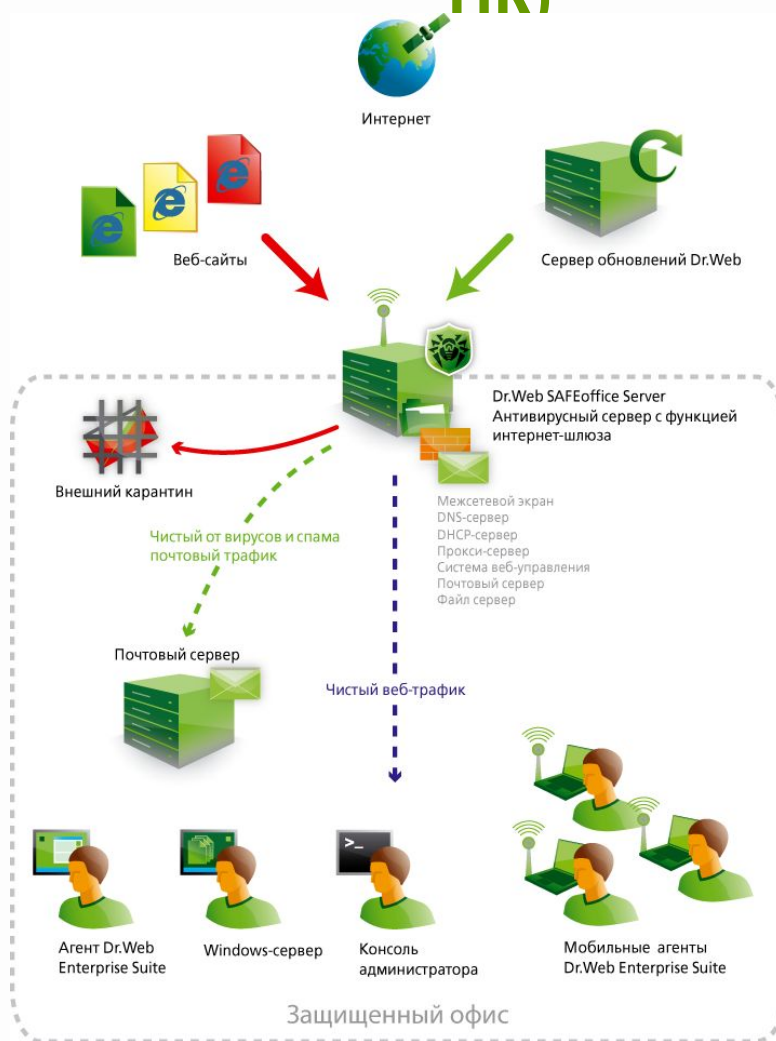 ПК)
Интернет
Веб-сайты
Сервер обновлений Dr.Web
Dr.Web SAFEoffice Server
Антивирусный сервер с функцией
интернет-шлюза
Внешний карантин
Межсетевой экран
DNS-сервер
DHCP-сервер
Прокси-сервер
Система веб-управления
Почтовый сервер
Файл сервер
Чистый от вирусов и спама
почтовый трафик
Почтовый сервер
Чистый веб-трафик
>_
Агент Dr.Web
Enterprise Suite
Windows-сервер
Консоль
администратора
Мобильные агенты
Dr.Web Enterprise Suite
Защищенный офис